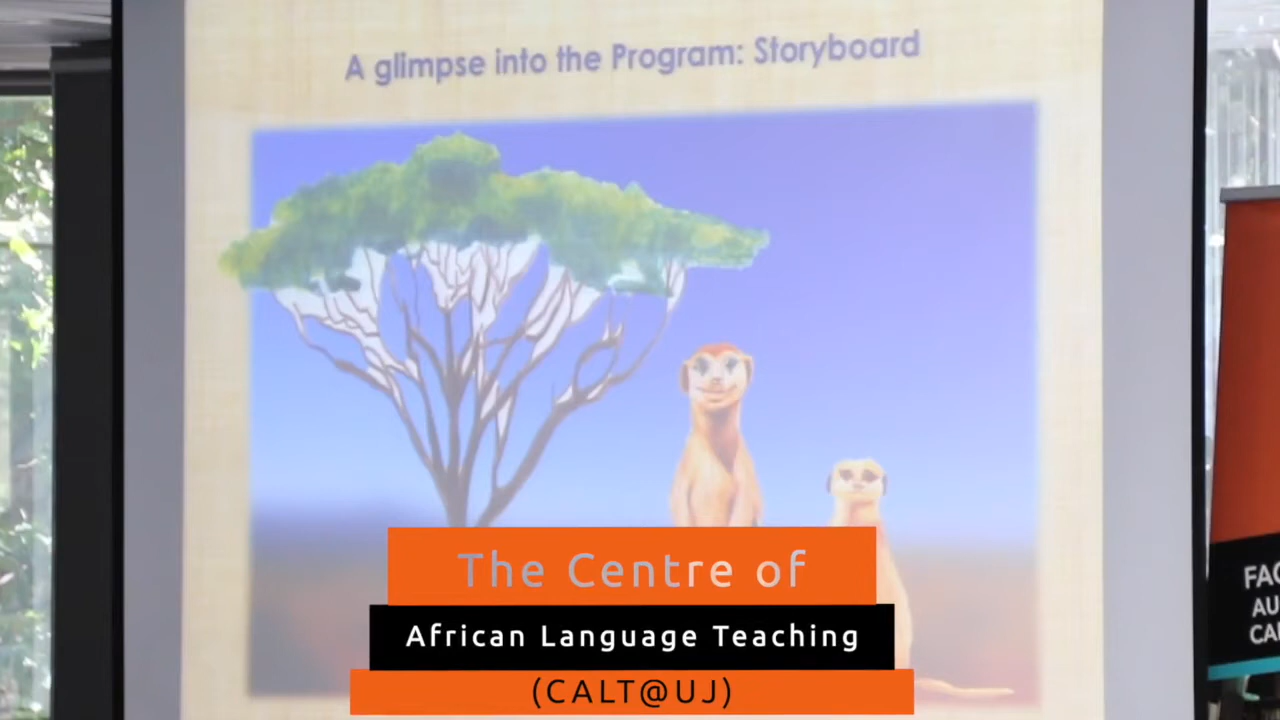 A glimpse into the Program: Storyboard
The Centre of
African Language Teaching
(CALT@UJ)